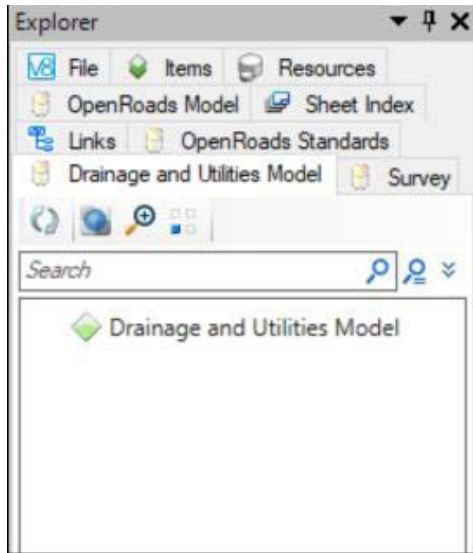 Explorer
V8 File Items Resources
OpenRoads Model Sheet Index
Links OpenRoads Standards
Drainage and Utilities Model Survey
Search
Drainage and Utilities Model